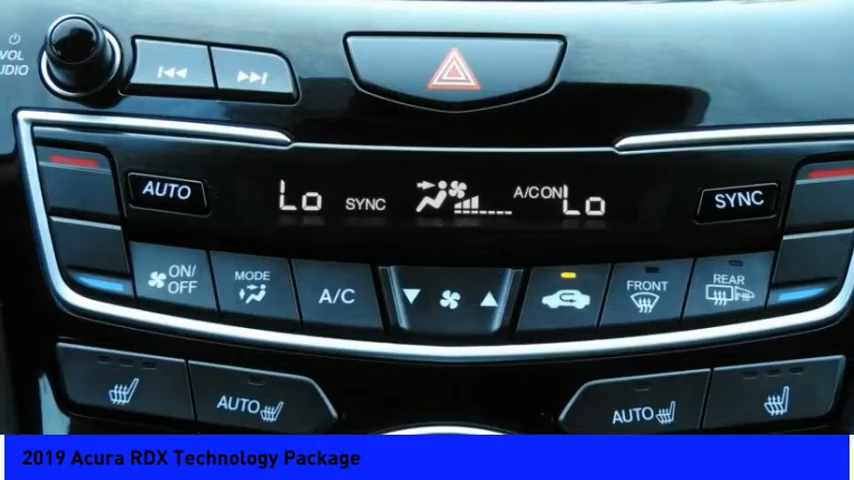 VOL
UDIO
AUTO
Lo SYNC A/C ON Lo
SYNC
ON/
OFF
MODE
A/C
FRONT
REAR
AUTO
AUTO
2019 Acura RDX Technology Package